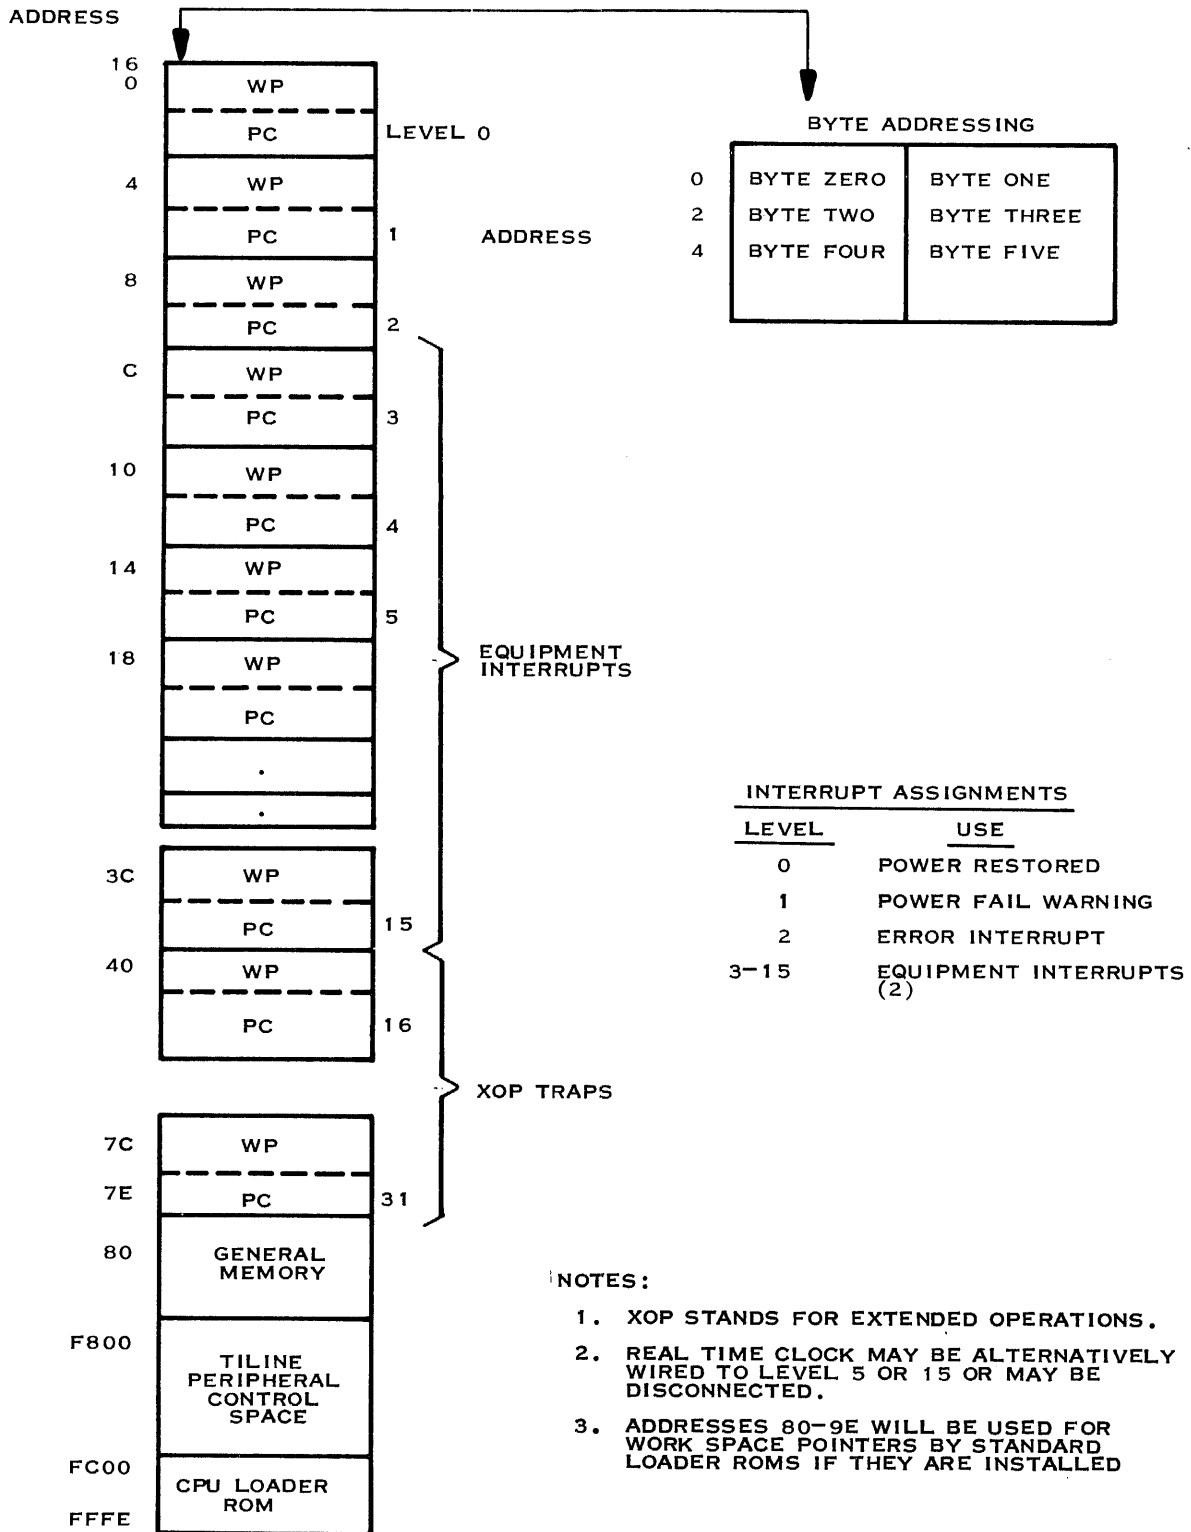 ADDRESS
16
0
WP
PC
LEVEL 0
4
WP
PC
1
8
WP
PC
2
C
WP
PC
3
10
WP
PC
4
14
WP
PC
5
18
WP
PC
.
.
3C
WP
PC
15
40
WP
PC
16
7C
WP
7E
PC
31
80
GENERAL
MEMORY
F800
TILINE
PERIPHERAL
CONTROL
SPACE
FC00
CPU LOADER
ROM
FFFE
EQUIPMENT
INTERRUPTS
XOP TRAPS
BYTE ADDRESSING
ADDRESS
0 BYTE ZERO BYTE ONE
2 BYTE TWO BYTE THREE
4 BYTE FOUR BYTE FIVE
INTERRUPT ASSIGNMENTS
LEVEL USE
0 POWER RESTORED
1 POWER FAIL WARNING
2 ERROR INTERRUPT
3-15 EQUIPMENT INTERRUPTS
(2)
NOTES:
1. XOP STANDS FOR EXTENDED OPERATIONS.
2. REAL TIME CLOCK MAY BE ALTERNATIVELY
WIRED TO LEVEL 5 OR 15 OR MAY BE
DISCONNECTED.
3. ADDRESSES 80-9E WILL BE USED FOR
WORK SPACE POINTERS BY STANDARD
LOADER ROMS IF THEY ARE INSTALLED